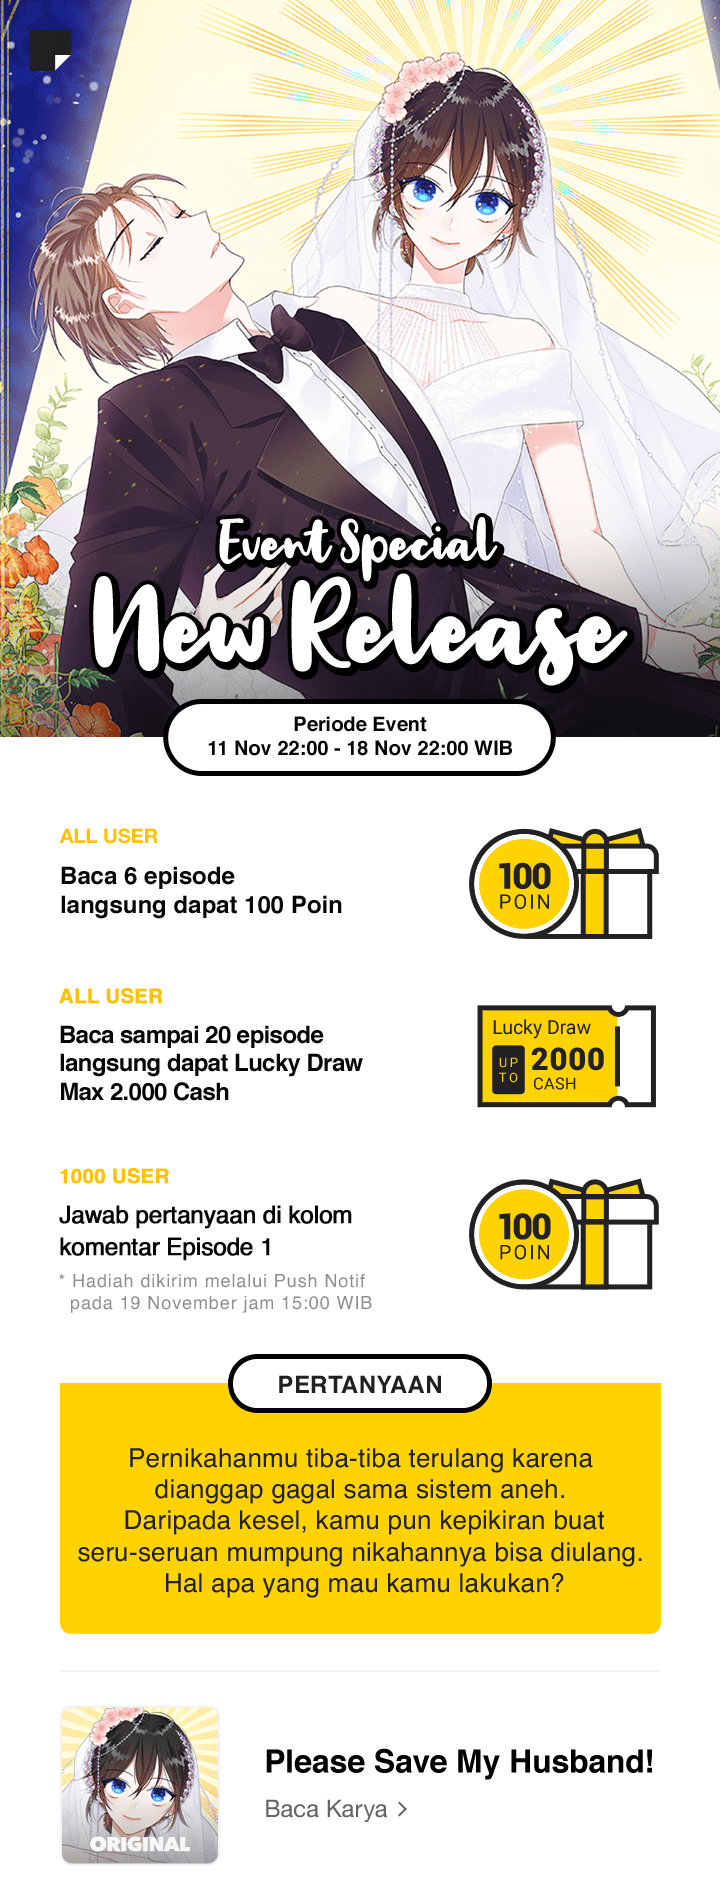 Event Special
New Release
Periode Event
11 Nov 22:00 - 18 Nov 22:00 WIB
ALL USER
Baca 6 episode
langsung dapat 100 Poin
100
POIN
ALL USER
Baca sampai 20 episode
langsung dapat Lucky Draw
Max 2.000 Cash
Lucky Draw
UP TO 2000
CASH
1000 USER
Jawab pertanyaan di kolom
komentar Episode 1
* Hadiah dikirim melalui Push Notif
pada 19 November jam 15:00 WIB
100
POIN
PERTANYAAN
Pernikahanmu tiba-tiba terulang karena
dianggap gagal sama sistem aneh.
Daripada kesel, kamu pun kepikiran buat
seru-seruan mumpung nikahannya bisa diulang.
Hal apa yang mau kamu lakukan?
ORIGINAL
Please Save My Husband!
Baca Karya >